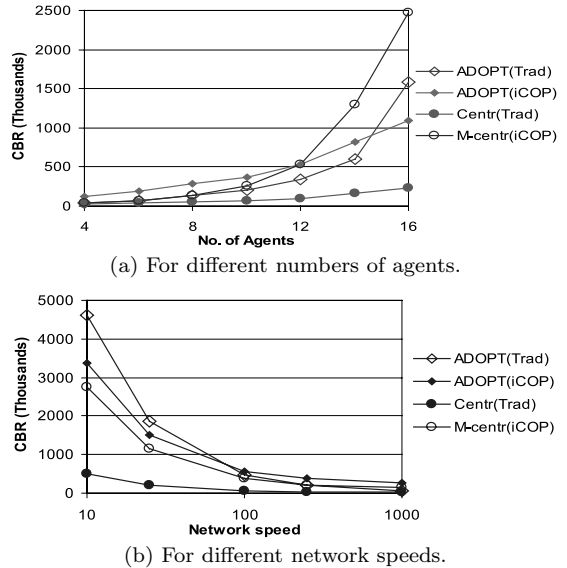 2500
2000
1500
1000
500
0
CBR (Thousands)
4
8
12
16
No. of Agents
ADOPT(Trad)
ADOPT(iCOP)
Centr(Trad)
M-centr(iCOP)
(a) For different numbers of agents.
5000
4000
3000
2000
1000
0
CBR (Thousands)
10
100
1000
Network speed
ADOPT(Trad)
ADOPT(iCOP)
Centr(Trad)
M-centr(iCOP)
(b) For different network speeds.